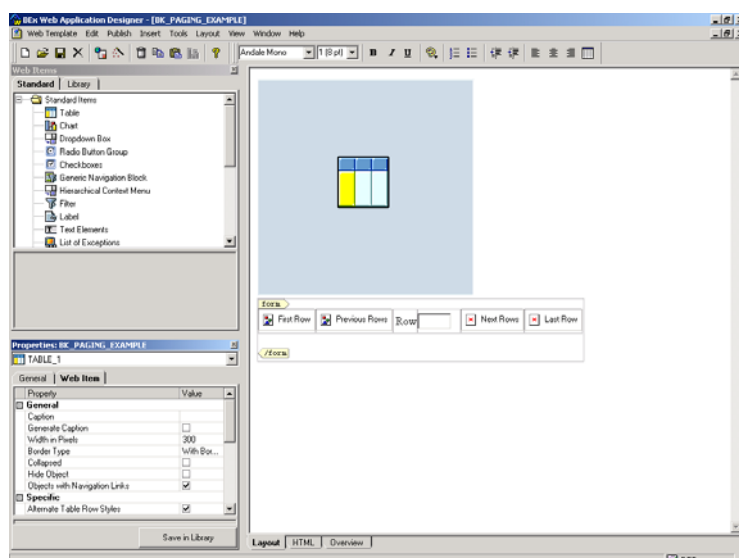 BEx Web Application Designer - [BK_PAGING_EXAMPLE]
Web Template Edit Publish Insert Tools Layout View Window Help
Andale Mono 1 (8 pt) B I U
Web Items
Standard Library
Standard Items
Table
Chart
Dropdown Box
Radio Button Group
Checkboxes
Generic Navigation Block
Hierarchical Context Menu
Filter
Label
Text Elements
List of Exceptions
form
First Row Previous Rows Row Next Rows Last Row
/form
Properties: BK_PAGING_EXAMPLE
TABLE_1
General Web Item
Property Value
General
Caption
Generate Caption
Width in Pixels 300
Border Type With Bor...
Collapsed
Hide Object
Objects with Navigation Links
Specific
Alternate Table Row Styles
Save in Library
Layout HTML Overview